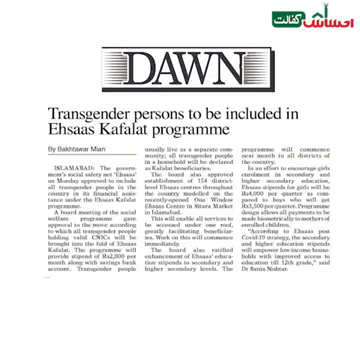 احساس کفالت
DAWN
Transgender persons to be included in
Ehsaas Kafalat programme
By Bakhtawar Mian
ISLAMABAD: The govern-
ment's social safety net 'Ehsaas'
on Monday approved to include
all transgender people in the
country in its financial assis-
tance under the Ehsaas Kafalat
programme.
A board meeting of the social
welfare programme gave
approval to the move according
to which all transgender people
holding valid CNICs will be
brought into the fold of Ehsaas
Kafalat. The programme will
provide stipend of Rs2,000 per
month along with savings bank
account. Transgender people
usually live as a separate com-
munity; all transgender people
in a household will be declared
as Kafalat beneficiaries.
The board also approved
establishment of 154 district
level Ehsaas centres throughout
the country modelled on the
recently-opened One Window
Ehsaas Centre in Sitara Market
in Islamabad.
This will enable all services to
be accessed under one roof,
greatly facilitating beneficiar-
ies. Work on this will commence
immediately.
The board also ratified
enhancement of Ehsaas' educa-
tion stipends to secondary and
higher secondary levels. The
programme will commence
next month in all districts of
the country.
In an effort to encourage girls
enrolment in secondary and
higher secondary education,
Ehsaas stipends for girls will be
Rs4,000 per quarter as com-
pared to boys who will get
Rs3,500 per quarter. Programme
design allows all payments to be
made biometrically to mothers of
enrolled children.
"According to Ehsaas post
Covid-19 strategy, the secondary
and higher education stipends
will empower low-income house-
holds with improved access to
education till 12th grade," said
Dr Sania Nishtar.